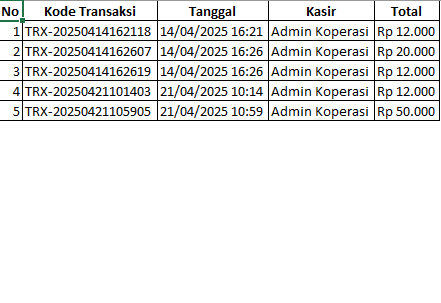 No Kode Transaksi Tanggal Kasir Total
1 TRX-20250414162118 14/04/2025 16:21 Admin Koperasi Rp 12.000
2 TRX-20250414162607 14/04/2025 16:26 Admin Koperasi Rp 20.000
3 TRX-20250414162619 14/04/2025 16:26 Admin Koperasi Rp 12.000
4 TRX-20250421101403 21/04/2025 10:14 Admin Koperasi Rp 12.000
5 TRX-20250421105905 21/04/2025 10:59 Admin Koperasi Rp 50.000